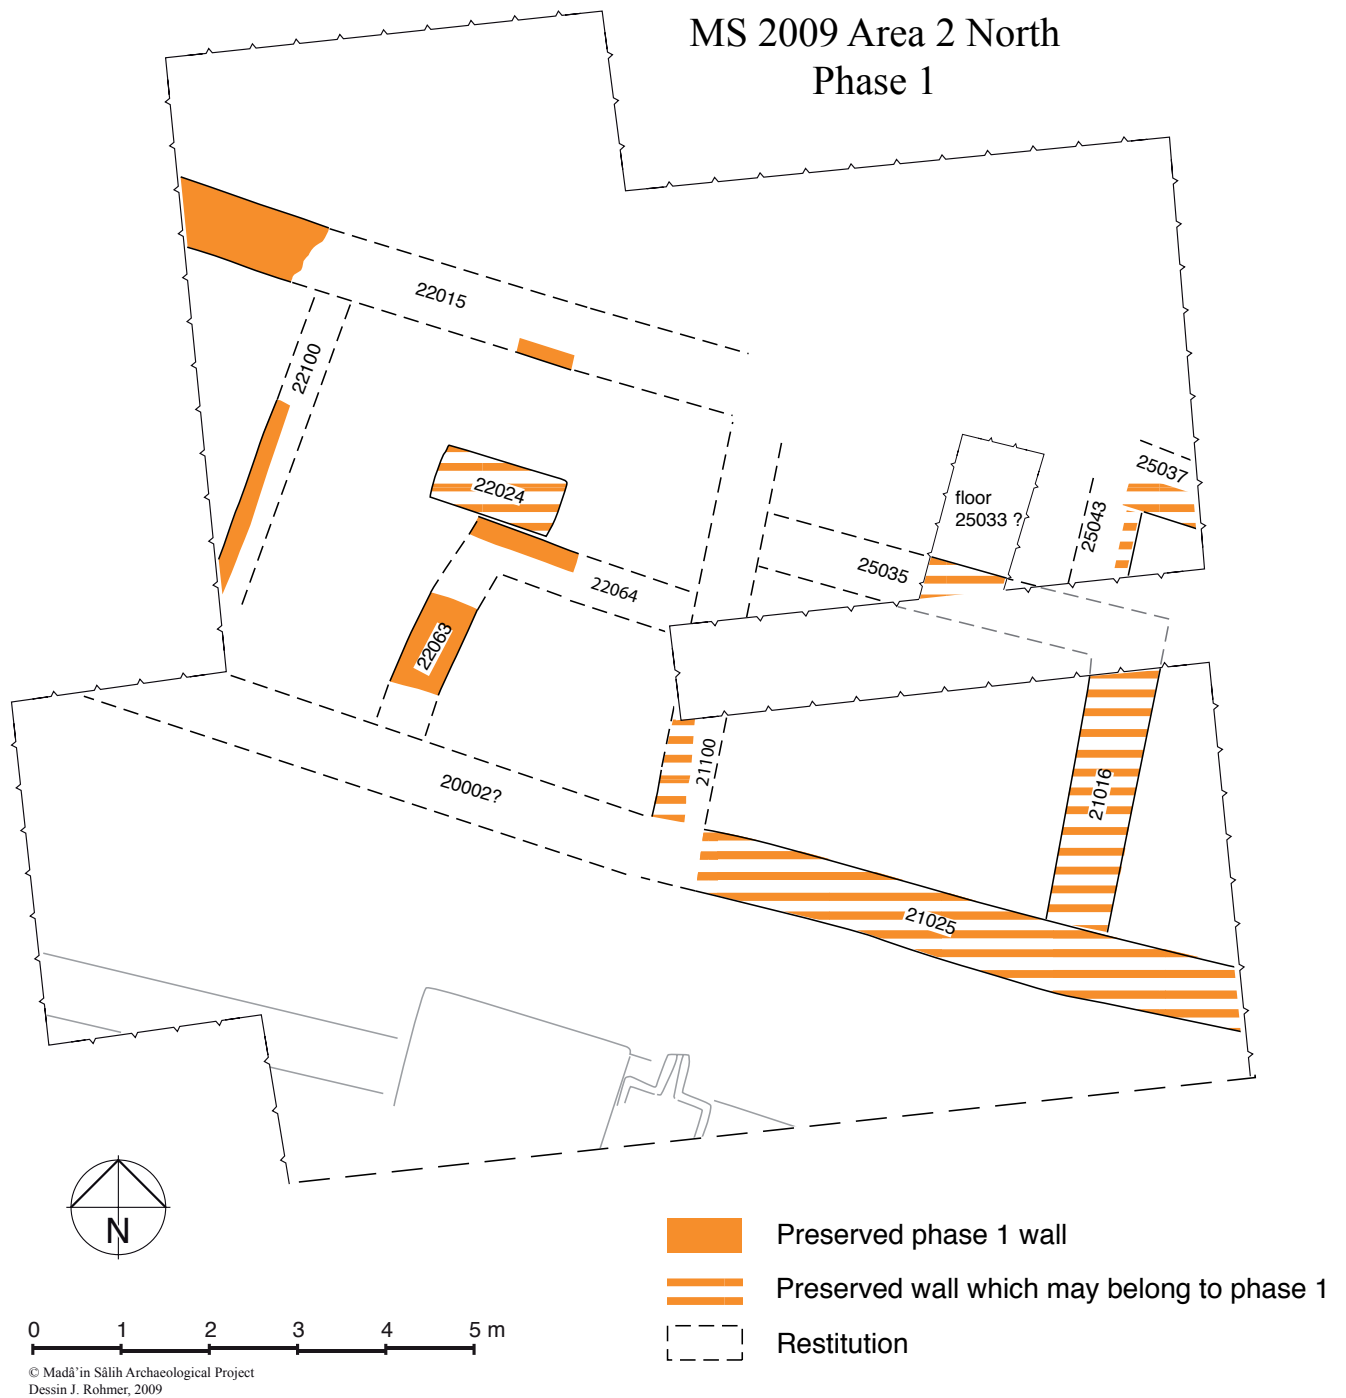 MS 2009 Area 2 North
Phase 1
22015
22100
22024
25037
floor
25033 ?
25043
25035
22064
22063
21100
20002?
21016
21025
N
Preserved phase 1 wall
Preserved wall which may belong to phase 1
Restitution
0 1 2 3 4 5 m
© Madâ'in Sâlih Archaeological Project
Dessin J. Rohmer, 2009